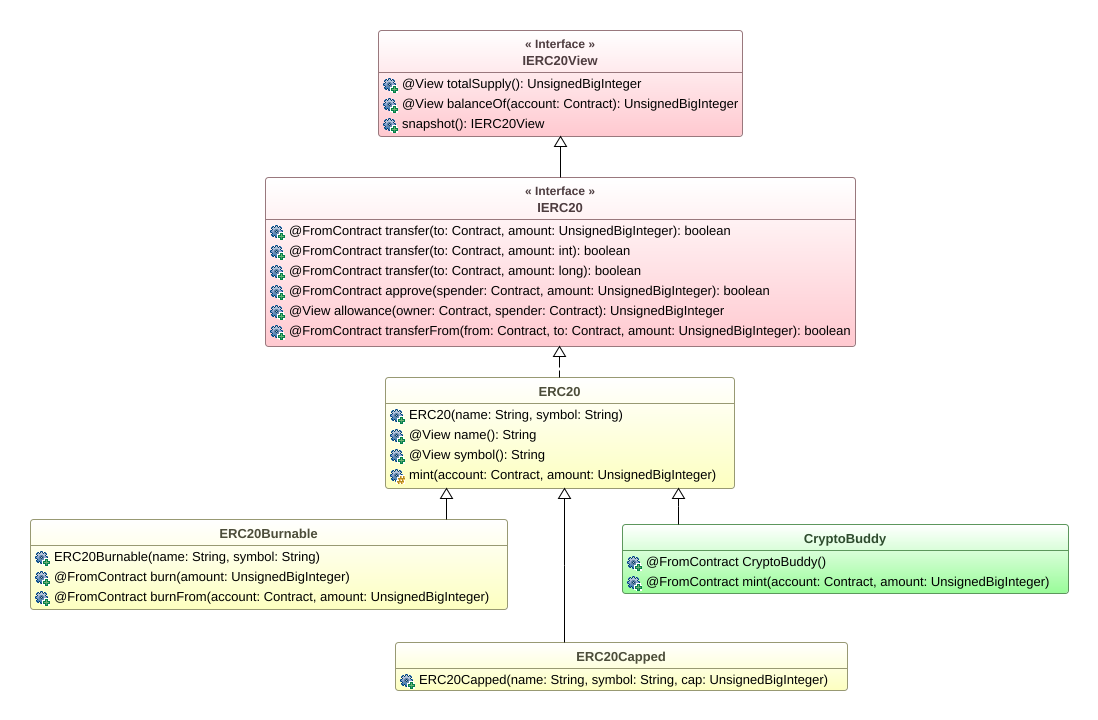 « Interface »
IERC20View
@View totalSupply(): UnsignedBigInteger
@View balanceOf(account: Contract): UnsignedBigInteger
snapshot(): IERC20View
« Interface »
IERC20
@FromContract transfer(to: Contract, amount: UnsignedBigInteger): boolean
@FromContract transfer(to: Contract, amount: int): boolean
@FromContract transfer(to: Contract, amount: long): boolean
@FromContract approve(spender: Contract, amount: UnsignedBigInteger): boolean
@View allowance(owner: Contract, spender: Contract): UnsignedBigInteger
@FromContract transferFrom(from: Contract, to: Contract, amount: UnsignedBigInteger): boolean
ERC20
ERC20(name: String, symbol: String)
@View name(): String
@View symbol(): String
mint(account: Contract, amount: UnsignedBigInteger)
ERC20Burnable
ERC20Burnable(name: String, symbol: String)
@FromContract burn(amount: UnsignedBigInteger)
@FromContract burnFrom(account: Contract, amount: UnsignedBigInteger)
CryptoBuddy
@FromContract CryptoBuddy()
@FromContract mint(account: Contract, amount: UnsignedBigInteger)
ERC20Capped
ERC20Capped(name: String, symbol: String, cap: UnsignedBigInteger)